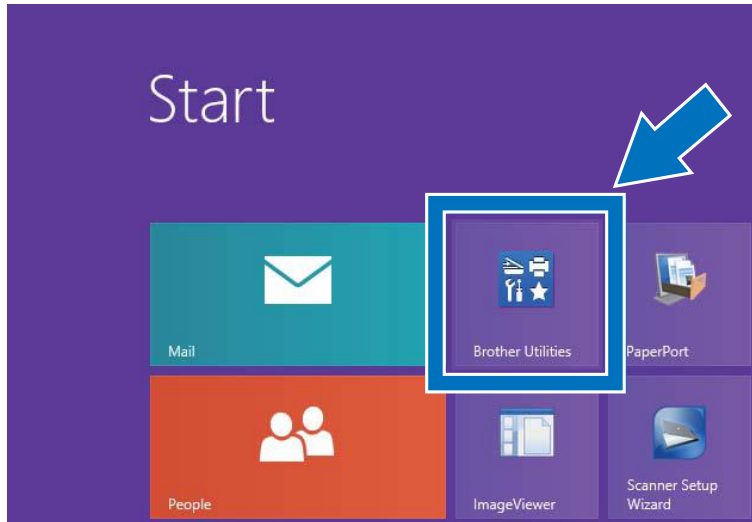 Start
Mail
Brother Utilities
PaperPort
People
ImageViewer
Scanner Setup
Wizard